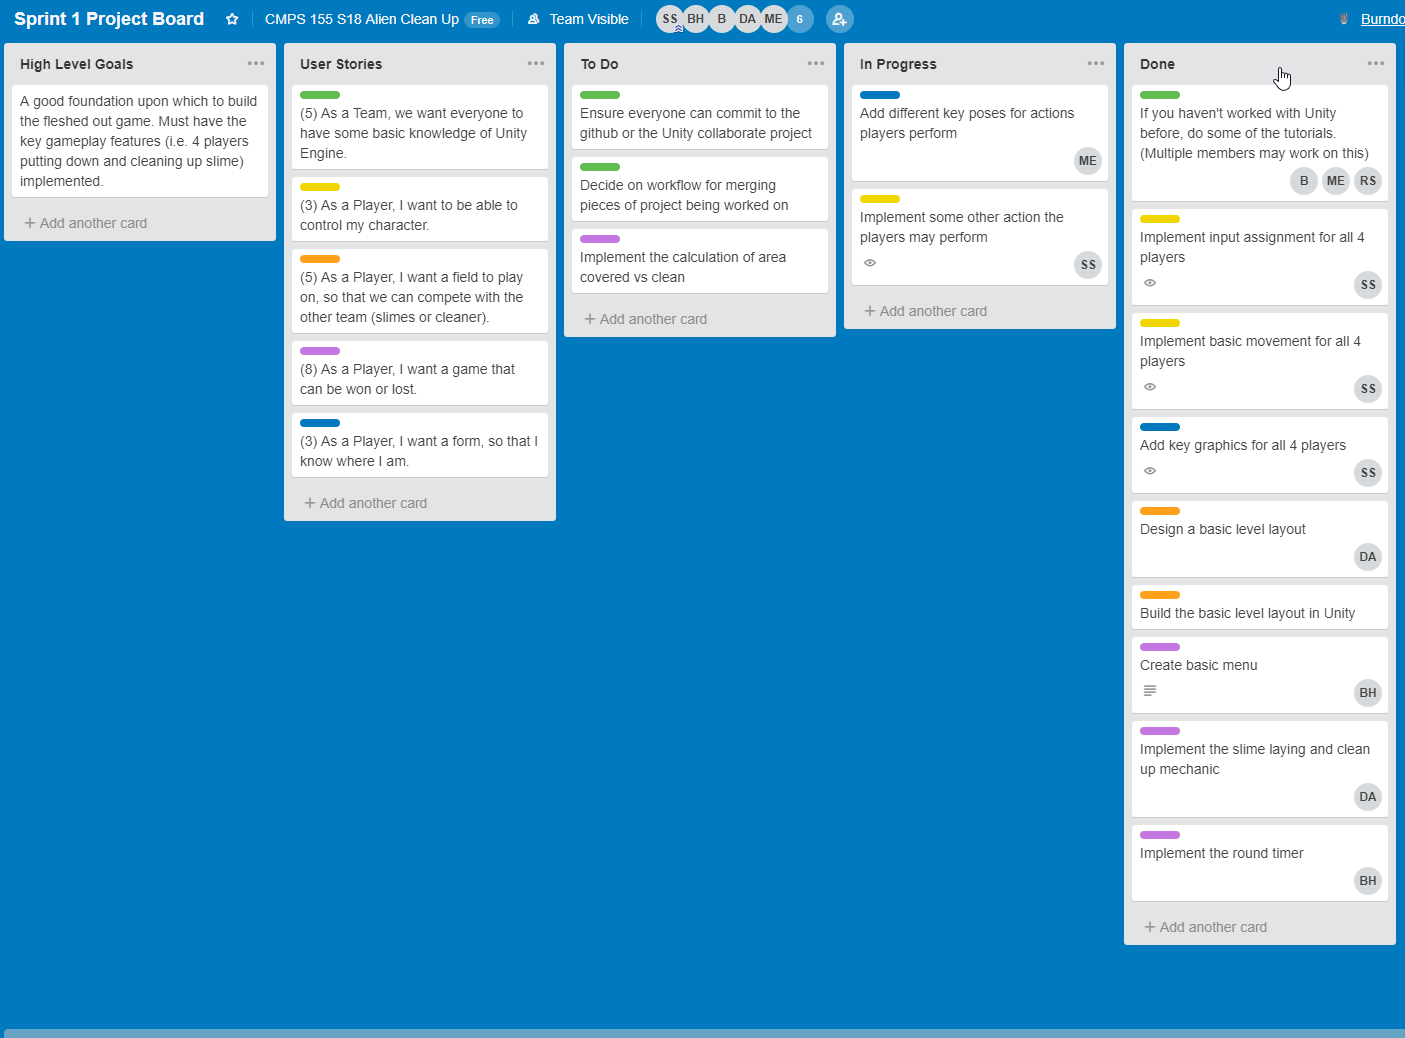 Sprint 1 Project Board
CMPS 155 S18 Alien Clean Up Free
Team Visible
SS BH B DA ME 6
Burndo
High Level Goals
A good foundation upon which to build
the fleshed out game. Must have the
key gameplay features (i.e. 4 players
putting down and cleaning up slime)
implemented.
+ Add another card
User Stories
(5) As a Team, we want everyone to
have some basic knowledge of Unity
Engine.
(3) As a Player, I want to be able to
control my character.
(5) As a Player, I want a field to play
on, so that we can compete with the
other team (slimes or cleaner).
(8) As a Player, I want a game that
can be won or lost.
(3) As a Player, I want a form, so that I
know where I am.
+ Add another card
To Do
Ensure everyone can commit to the
github or the Unity collaborate project
Decide on workflow for merging
pieces of project being worked on
Implement the calculation of area
covered vs clean
+ Add another card
In Progress
Add different key poses for actions
players perform
ME
Implement some other action the
players may perform
SS
+ Add another card
Done
If you haven't worked with Unity
before, do some of the tutorials.
(Multiple members may work on this)
B ME RS
Implement input assignment for all 4
players
SS
Implement basic movement for all 4
players
SS
Add key graphics for all 4 players
SS
Design a basic level layout
DA
Build the basic level layout in Unity
Create basic menu
BH
Implement the slime laying and clean
up mechanic
DA
Implement the round timer
BH
+ Add another card